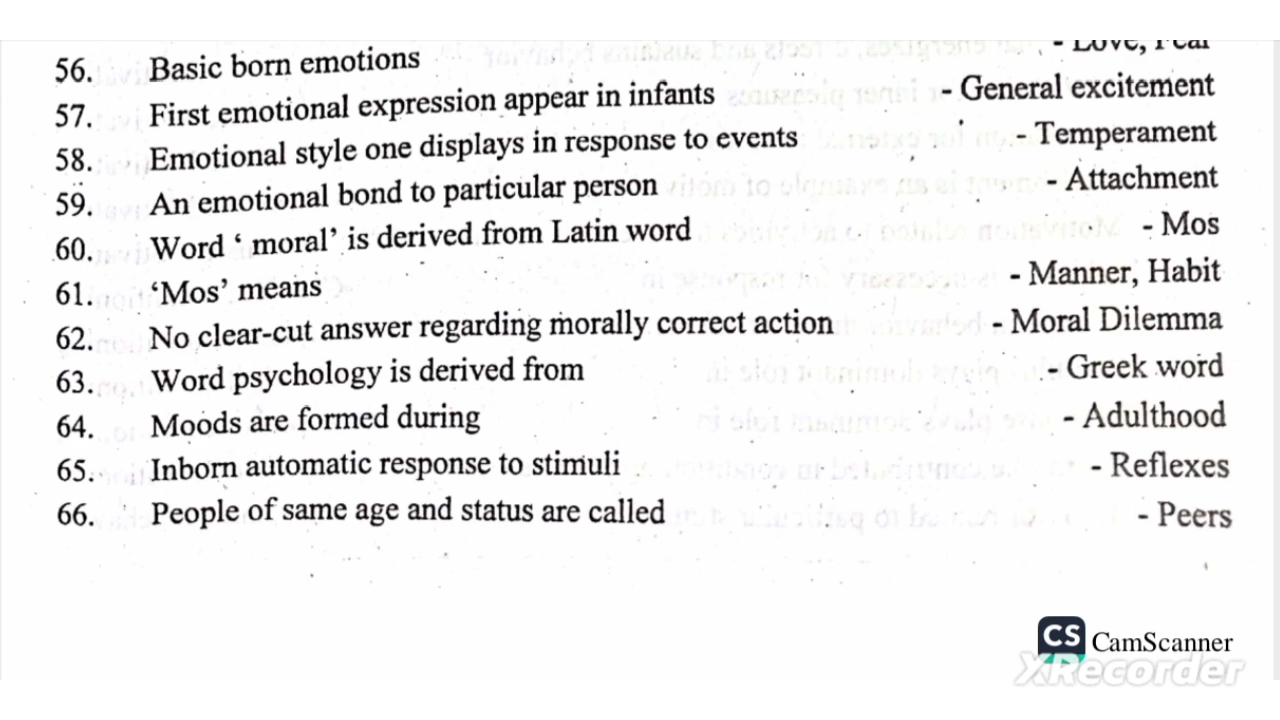 56. Basic born emotions - Love, Fear
57. First emotional expression appear in infants - General excitement
58. Emotional style one displays in response to events - Temperament
59. An emotional bond to particular person - Attachment
60. Word ‘ moral’ is derived from Latin word - Mos
61. ‘Mos’ means - Manner, Habit
62. No clear-cut answer regarding morally correct action - Moral Dilemma
63. Word psychology is derived from - Greek word
64. Moods are formed during - Adulthood
65. Inborn automatic response to stimuli - Reflexes
66. People of same age and status are called - Peers
CS CamScanner
XRecorder